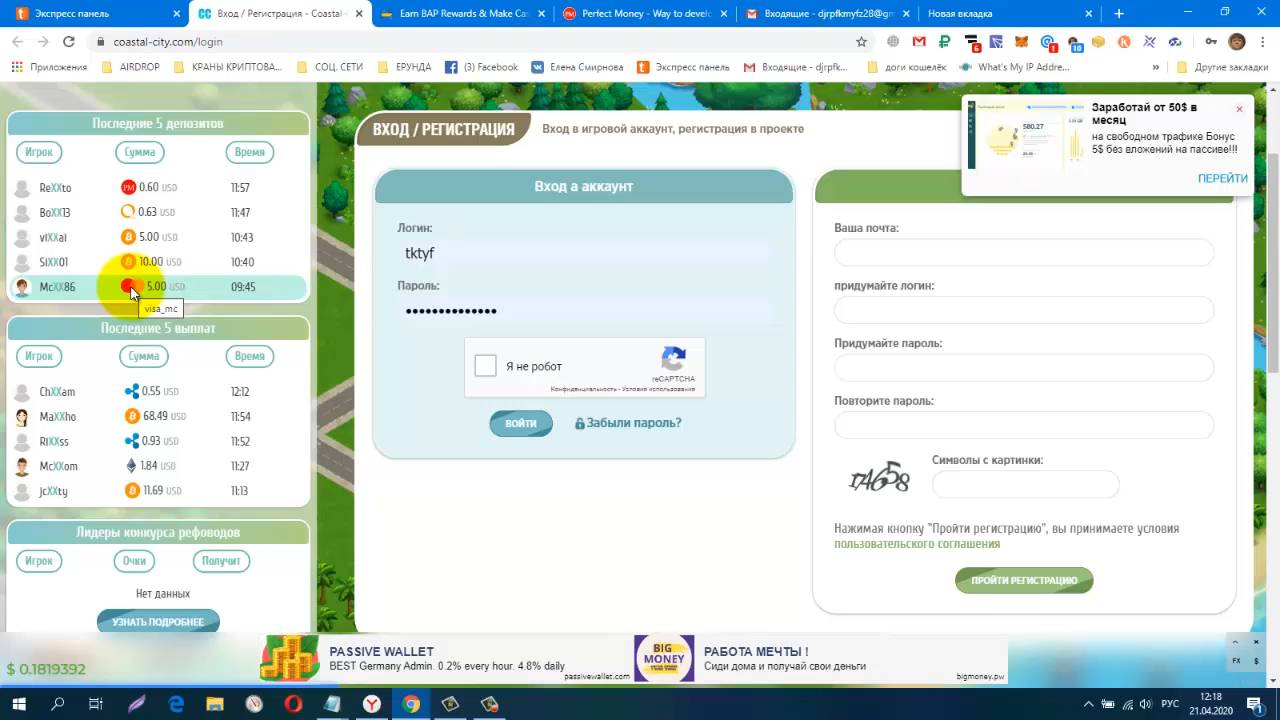 Экспресс панель
Вход / Регистрация - Coastal-C
Earn BAP Rewards & Make Cas
Perfect Money - Way to develo
Входящие - djrpfkmyfz28@gm
Новая вкладка
coastal-city.com/login
6
1
10
Приложения
AIRDROP
КРАНЫ КРИПТОВА...
СОЦ. СЕТИ
ЕРУНДА
(3) Facebook
Елена Смирнова
Экспресс панель
Входящие - djrpfk...
доги кошелёк
What's My IP Addre...
»
Другие закладки
Последние 5 депозитов
Игрок Сумма Время
ReXXto PM 0.60 USD 11:57
BoXX13 0.63 USD 11:47
viXXal 5.00 USD 10:43
SiXX01 10.00 USD 10:40
McXX86 5.00 USD 09:45
visa_mc
Последние 5 выплат
Игрок Сумма Время
ChXXam 0.55 USD 12:12
MaXXho 68.49 USD 11:54
RiXXss 0.93 USD 11:52
McXXom 1.84 USD 11:27
JcXXty 11.69 USD 11:13
Лидеры конкурса рефоводов
Игрок Очки Получит
Нет данных
УЗНАТЬ ПОДРОБНЕЕ
$ 0.1819392
ВХОД / РЕГИСТРАЦИЯ
Вход в игровой аккаунт, регистрация в проекте
Вход а аккаунт
Логин:
tktyf
Пароль:
••••••••••••••
Я не робот
reCAPTCHA
Конфиденциальность - Условия использования
ВОЙТИ
Забыли пароль?
Заработай от 50$ в
месяц
на свободном трафике Бонус
5$ без вложений на пассиве!!!
ПЕРЕЙТИ
580.27
Ваша почта:
придумайте логин:
Придумайте пароль:
Повторите пароль:
Символы с картинки:
Нажимая кнопку "Пройти регистрацию", вы принимаете условия
пользовательского соглашения
ПРОЙТИ РЕГИСТРАЦИЮ
PASSIVE WALLET
BEST Germany Admin. 0.2% every hour. 4.8% daily
passivewallet.com
BIG
MONEY
РАБОТА МЕЧТЫ !
Сиди дома и получай свои деньги
bigmoney.pw
FX $
РУС
12:18
21.04.2020